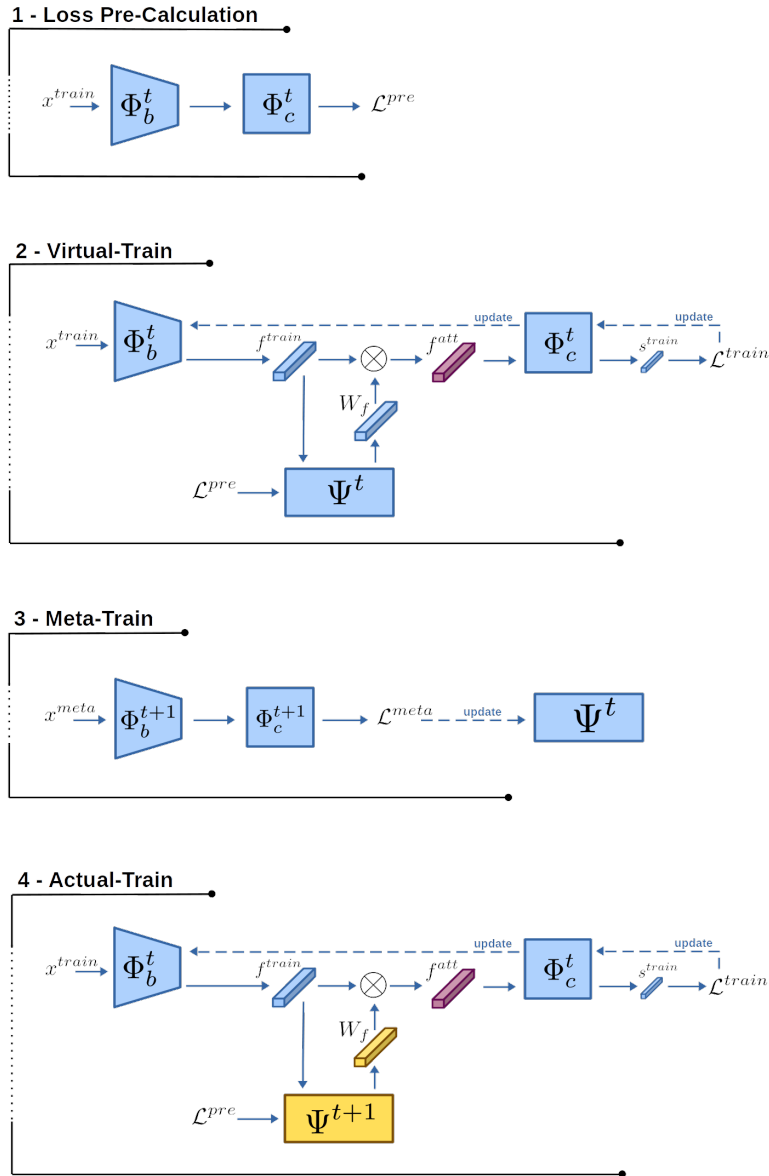 1 - Loss Pre-Calculation
x^{train} Φ_b^t Φ_c^t ℒ^{pre}
2 - Virtual-Train
update update
x^{train} Φ_b^t f^{train} ⊗ f^{att} Φ_c^t s^{train} ℒ^{train}
W_f
ℒ^{pre} Ψ^t
3 - Meta-Train
x^{meta} Φ_b^{t+1} Φ_c^{t+1} ℒ^{meta} update Ψ^t
4 - Actual-Train
update update
x^{train} Φ_b^t f^{train} ⊗ f^{att} Φ_c^t s^{train} ℒ^{train}
W_f
ℒ^{pre} Ψ^{t+1}